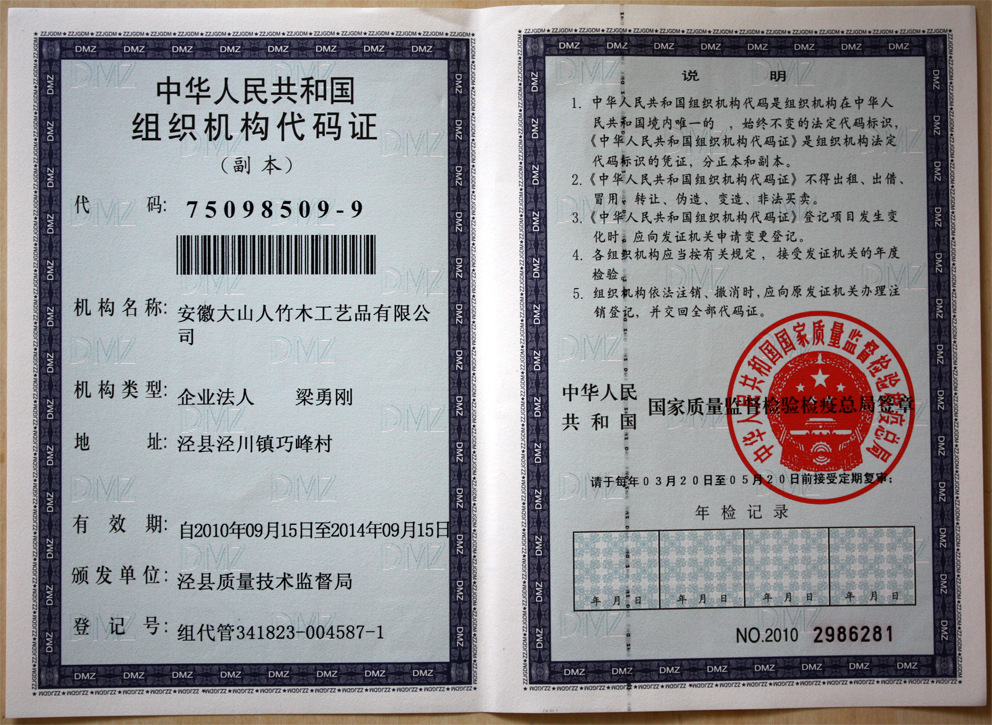 中华人民共和国
组织机构代码证
(副 本)
代 码: 75098509-9
机构名称: 安徽大山人竹木工艺品有限公
司
机构类型: 企业法人 梁勇刚
地 址: 泾县泾川镇巧峰村
有 效 期: 自2010年09月15日至2014年09月15日
颁发单位: 泾县质量技术监督局
登 记 号: 组代管341823-004587-1
说 明
1. 中华人民共和国组织机构代码是组织机构在中华人
民共和国境内唯一的 、始终不变的法定代码标识,
《中华人民共和国组织机构代码证》是组织机构法定
代码标识的凭证,分正本和副本。
2.《中华人民共和国组织机构代码证》不得出租、出借、
冒用、转让、伪造、变造、非法买卖。
3.《中华人民共和国组织机构代码证》登记项目发生变
化时,应向发证机关申请变更登记。
4. 各组织机构应当按有关规定,接受发证机关的年度
检验。
5. 组织机构依法注销、撤消时,应向原发证机关办理注
销登记,并交回全部代码证。
中华人民
共和国 国家质量监督检验检疫总局签章
中华人民共和国国家质量监督检验检疫总局
请于每年03月20日至05月20日前接受定期复审;
年检记录
年 月 日 年 月 日 年 月 日 年 月 日
NO.2010 2986281